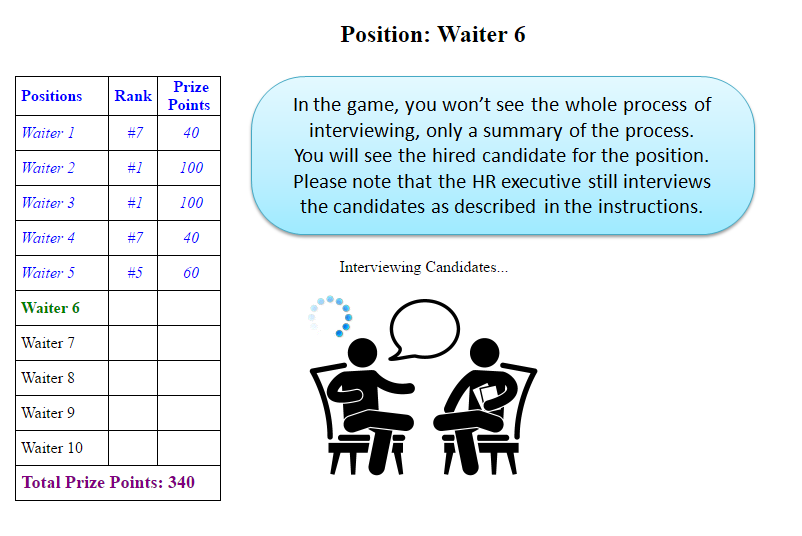 Position: Waiter 6
Positions Rank Prize Points
Waiter 1 #7 40
Waiter 2 #1 100
Waiter 3 #1 100
Waiter 4 #7 40
Waiter 5 #5 60
Waiter 6
Waiter 7
Waiter 8
Waiter 9
Waiter 10
Total Prize Points: 340
In the game, you won’t see the whole process of
interviewing, only a summary of the process.
You will see the hired candidate for the position.
Please note that the HR executive still interviews
the candidates as described in the instructions.
Interviewing Candidates...